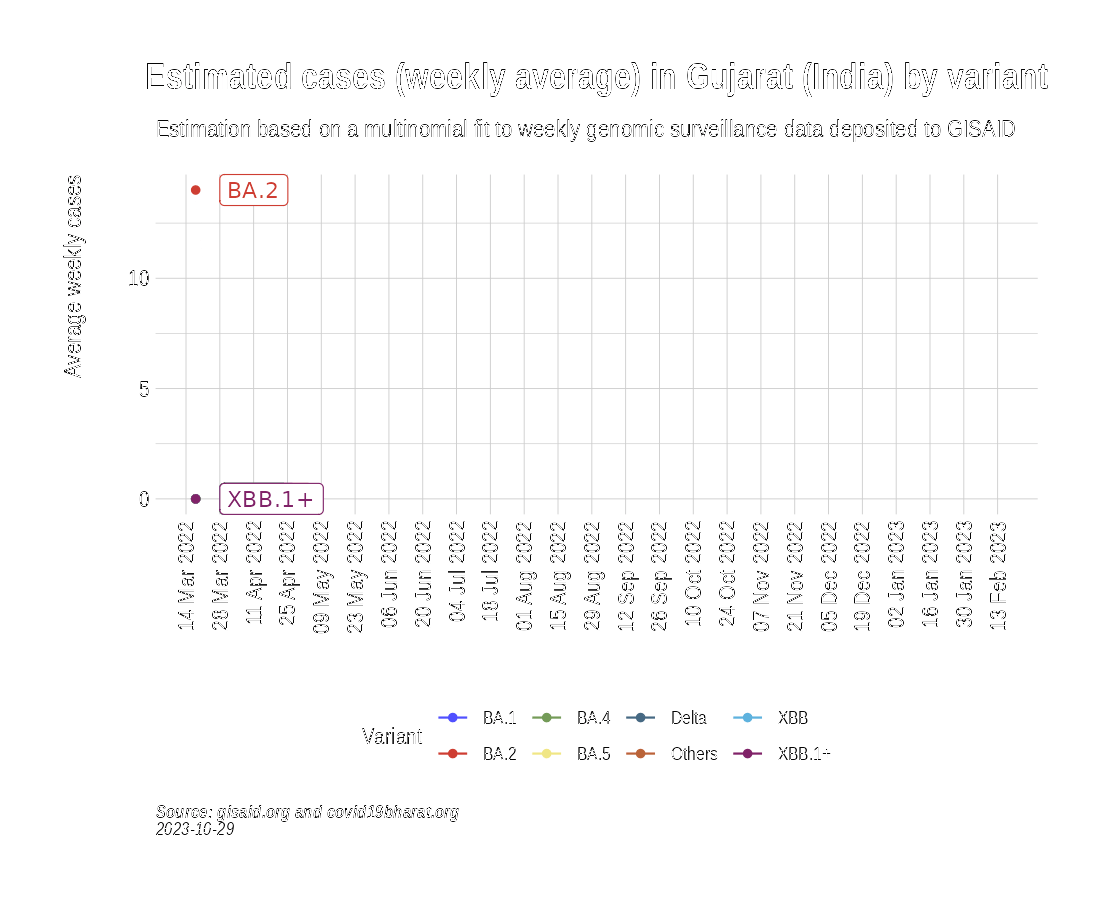 Estimated cases (weekly average) in Gujarat (India) by variant
Estimation based on a multinomial fit to weekly genomic surveillance data deposited to GISAID
Average weekly cases
BA.2
10
5
0
XBB.1+
14 Mar 2022
28 Mar 2022
11 Apr 2022
25 Apr 2022
09 May 2022
23 May 2022
06 Jun 2022
20 Jun 2022
04 Jul 2022
18 Jul 2022
01 Aug 2022
15 Aug 2022
29 Aug 2022
12 Sep 2022
26 Sep 2022
10 Oct 2022
24 Oct 2022
07 Nov 2022
21 Nov 2022
05 Dec 2022
19 Dec 2022
02 Jan 2023
16 Jan 2023
30 Jan 2023
13 Feb 2023
Variant
BA.1
BA.4
Delta
XBB
BA.2
BA.5
Others
XBB.1+
Source: gisaid.org and covid19bharat.org
2023-10-29